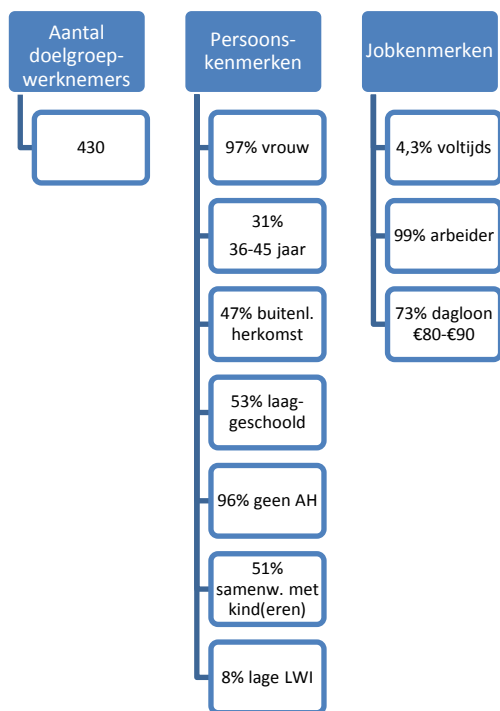 Aantal
doelgroep-
werknemers
430
Persoons-
kenmerken
97% vrouw
31%
36-45 jaar
47% buitenl.
herkomst
53% laag-
geschoold
96% geen AH
51%
samenw. met
kind(eren)
8% lage LWI
Jobkenmerken
4,3% voltijds
99% arbeider
73% dagloon
€80-€90